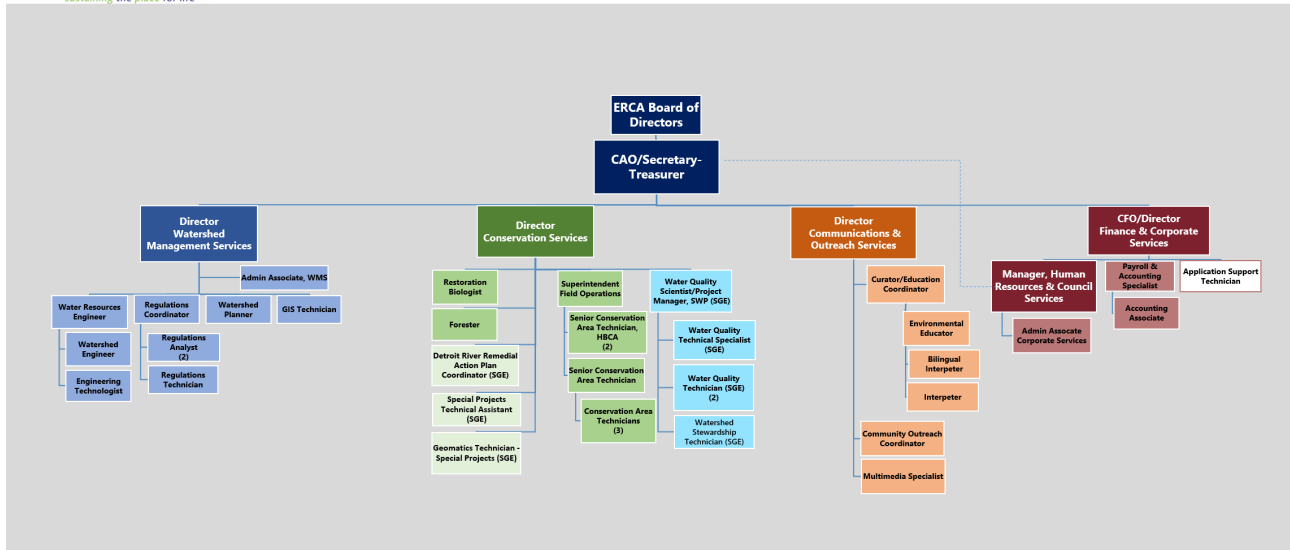 sustaining the place for life
ERCA Board of
Directors
CAO/Secretary-
Treasurer
Director
Watershed
Management Services
Admin Associate, WMS
Water Resources
Engineer
Watershed
Engineer
Engineering
Technologist
Regulations
Coordinator
Regulations
Analyst
(2)
Regulations
Technician
Watershed
Planner
GIS Technician
Director
Conservation Services
Restoration
Biologist
Forester
Detroit River Remedial
Action Plan
Coordinator (SGE)
Special Projects
Technical Assistant
(SGE)
Geomatics Technician -
Special Projects (SGE)
Superintendent
Field Operations
Senior Conservation
Area Technician,
HBCA
(2)
Senior Conservation
Area Technician
Conservation Area
Technicians
(3)
Water Quality
Scientist/Project
Manager, SWP (SGE)
Water Quality
Technical Specialist
(SGE)
Water Quality
Technician (SGE)
(2)
Watershed
Stewardship
Technician (SGE)
Director
Communications &
Outreach Services
Curator/Education
Coordinator
Environmental
Educator
Bilingual
Interpeter
Interpeter
Community Outreach
Coordinator
Multimedia Specialist
CFO/Director
Finance & Corporate
Services
Manager, Human
Resources & Council
Services
Admin Assocate
Corporate Services
Payroll &
Accounting
Specialist
Accounting
Associate
Application Support
Technician